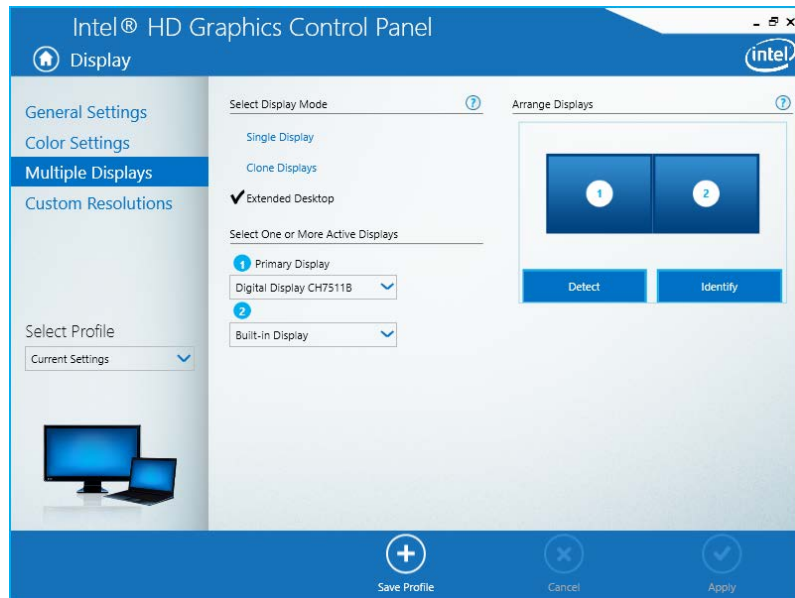 Intel® HD Graphics Control Panel
Display
intel
General Settings
Color Settings
Multiple Displays
Custom Resolutions
Select Profile
Current Settings
Select Display Mode ?
Single Display
Clone Displays
Extended Desktop
Select One or More Active Displays
1 Primary Display
Digital Display CH7511B
2
Built-in Display
Arrange Displays ?
1 2
Detect Identify
Save Profile Cancel Apply